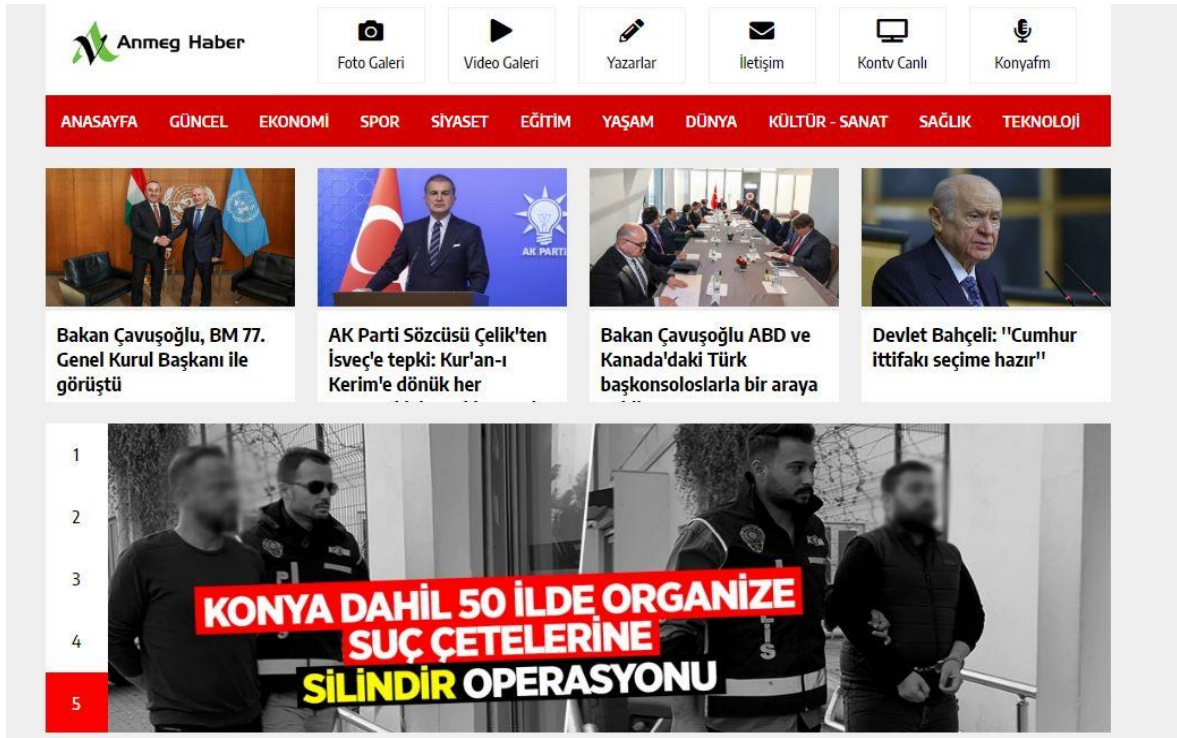 Anmeg Haber
Foto Galeri
Video Galeri
Yazarlar
İletişim
Kontv Canlı
Konyafm
ANASAYFA GÜNCEL EKONOMİ SPOR SİYASET EĞİTİM YAŞAM DÜNYA KÜLTÜR - SANAT SAĞLIK TEKNOLOJİ
AK PARTİ
Bakan Çavuşoğlu, BM 77.
Genel Kurul Başkanı ile
görüştü
AK Parti Sözcüsü Çelik'ten
İsveç'e tepki: Kur'an-ı
Kerim'e dönük her
Bakan Çavuşoğlu ABD ve
Kanada'daki Türk
başkonsoloslarla bir araya
Devlet Bahçeli: ''Cumhur
ittifakı seçime hazır''
1
2
3
4
5
KONYA DAHİL 50 İLDE ORGANİZE
SUÇ ÇETELERİNE
SİLİNDİR OPERASYONU